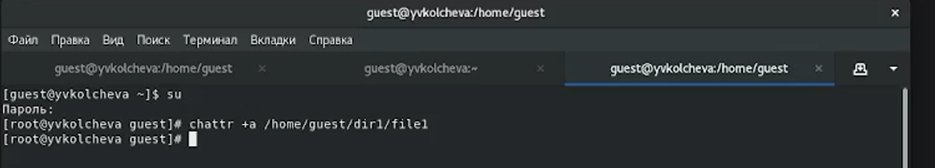 guest@yvkolcheva:/home/guest ×
Файл Правка Вид Поиск Терминал Вкладки Справка
guest@yvkolcheva:/home/guest × guest@yvkolcheva:~ × guest@yvkolcheva:/home/guest ×
[guest@yvkolcheva ~]$ su
Пароль:
[root@yvkolcheva guest]# chattr +a /home/guest/dir1/file1
[root@yvkolcheva guest]#